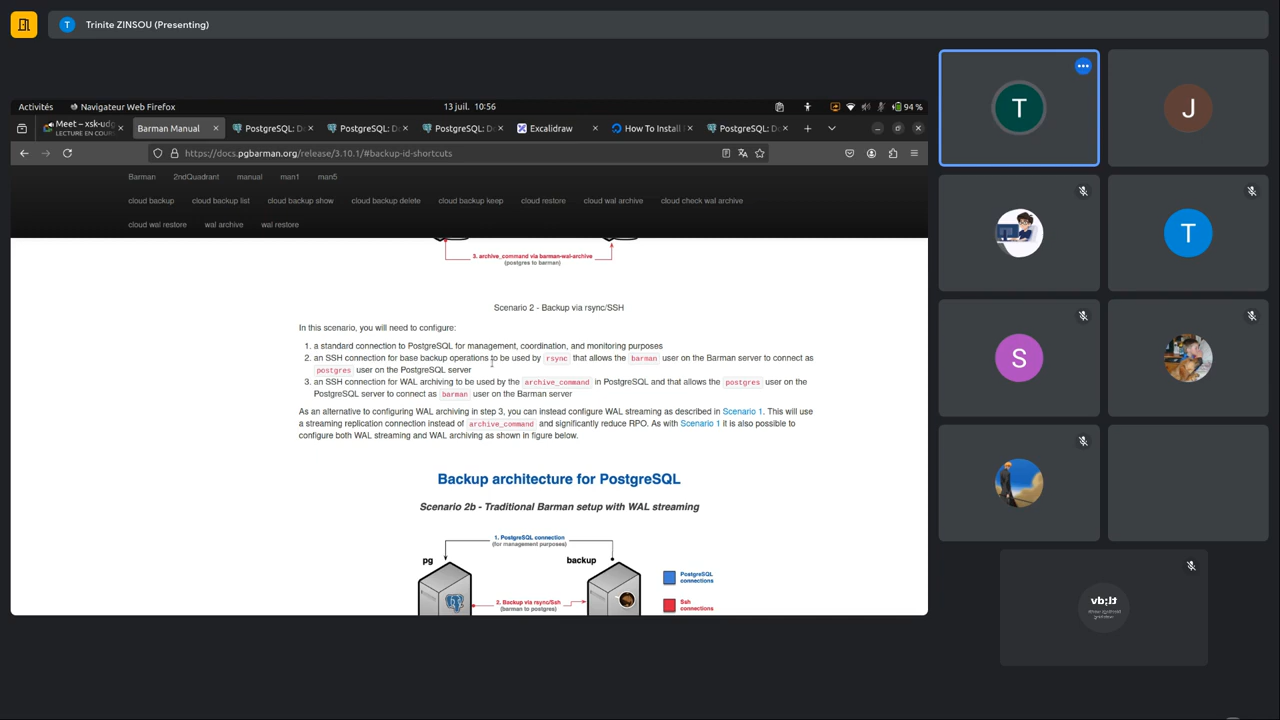 Trinite ZINSOU (Presenting)
Activités
Navigateur Web Firefox
13 juil. 10:56
94 %
Meet – xsk-udg
LECTURE EN COU
Barman Manual
PostgreSQL: D
PostgreSQL: D
PostgreSQL: D
Excalidraw
How To Install
PostgreSQL: D
https://docs.pgbarman.org/release/3.10.1/#backup-id-shortcuts
Barman 2ndQuadrant manual man1 man5
cloud backup cloud backup list cloud backup show cloud backup delete cloud backup keep cloud restore cloud wal archive cloud check wal archive
cloud wal restore wal archive wal restore
3. archive_command via barman-wal-archive
(postgres to barman)
Scenario 2 - Backup via rsync/SSH
In this scenario, you will need to configure:
1. a standard connection to PostgreSQL for management, coordination, and monitoring purposes
2. an SSH connection for base backup operations to be used by rsync that allows the barman user on the Barman server to connect as
postgres user on the PostgreSQL server
3. an SSH connection for WAL archiving to be used by the archive_command in PostgreSQL and that allows the postgres user on the
PostgreSQL server to connect as barman user on the Barman server
As an alternative to configuring WAL archiving in step 3, you can instead configure WAL streaming as described in Scenario 1. This will use
a streaming replication connection instead of archive_command and significantly reduce RPO. As with Scenario 1 it is also possible to
configure both WAL streaming and WAL archiving as shown in figure below.
Backup architecture for PostgreSQL
Scenario 2b - Traditional Barman setup with WAL streaming
1. PostgreSQL connection
(for management purposes)
pg
backup
PostgreSQL
connections
2. Backup via rsync/Ssh
(barman to postgres)
Ssh
connections
T
T
J
T
S